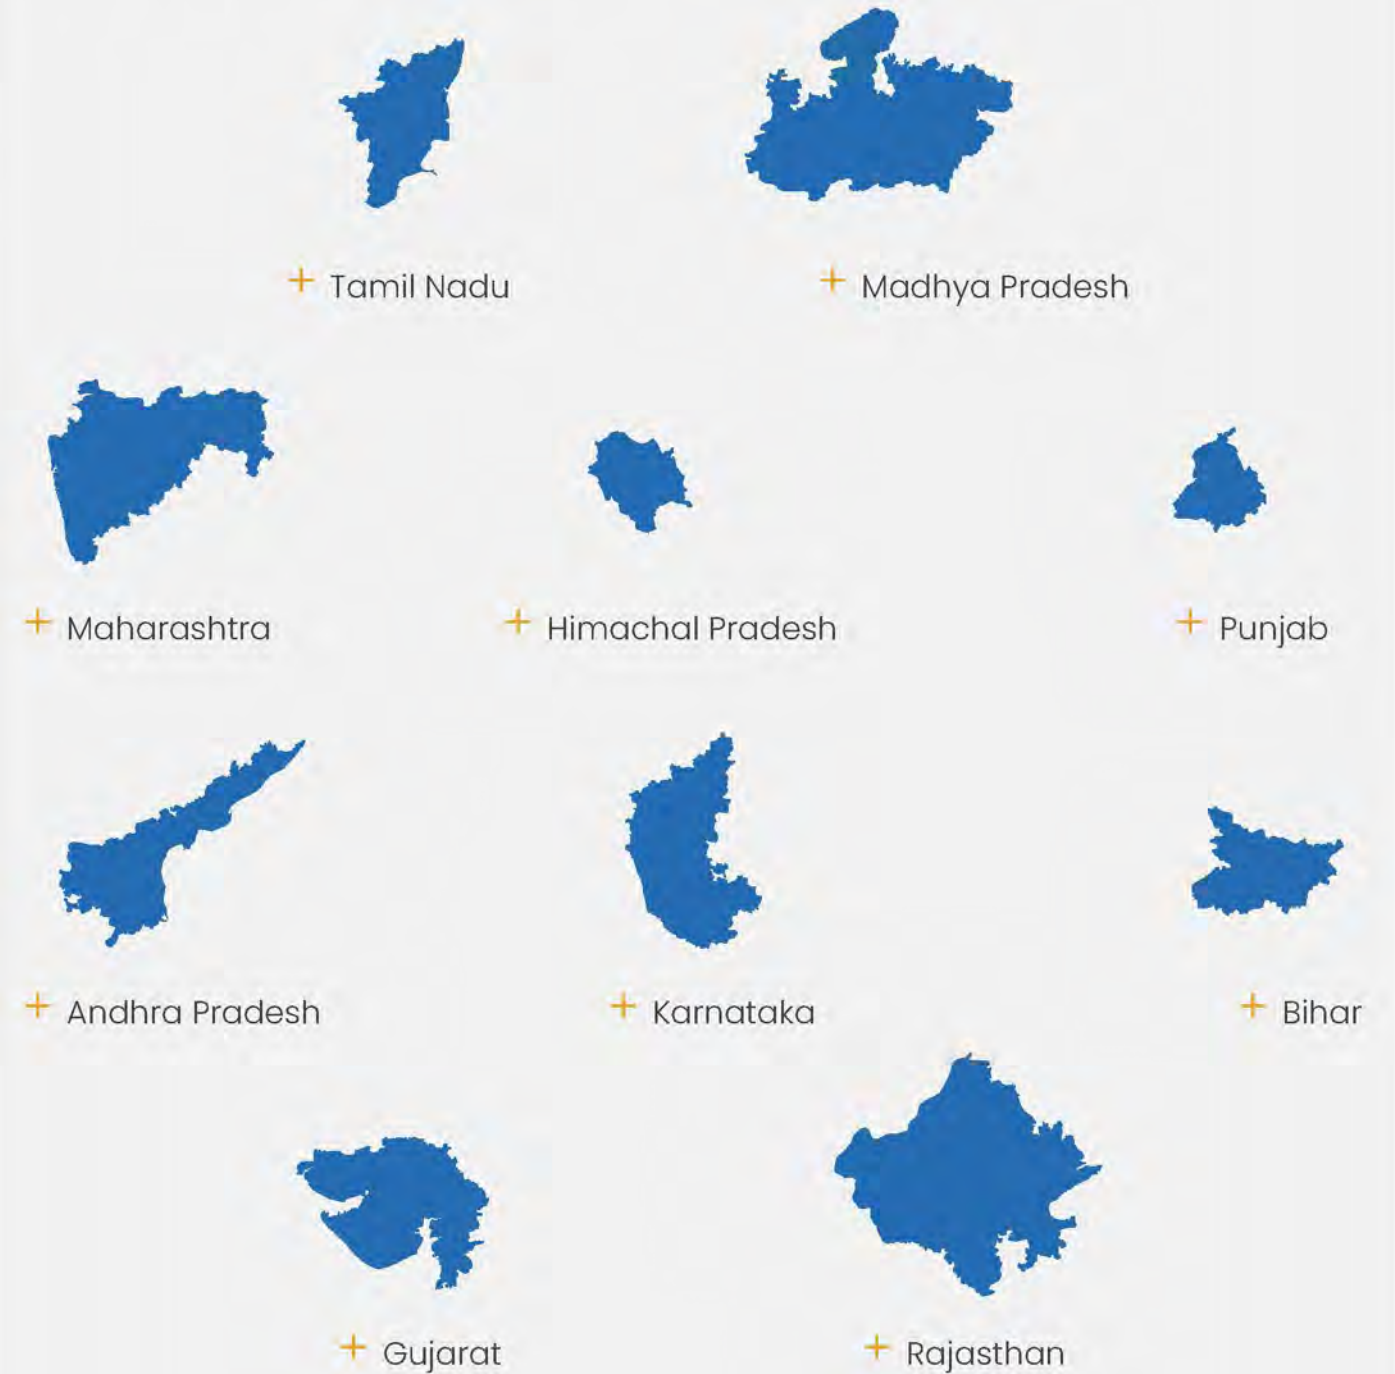 + Tamil Nadu
+ Madhya Pradesh
+ Maharashtra
+ Himachal Pradesh
+ Punjab
+ Andhra Pradesh
+ Karnataka
+ Bihar
+ Gujarat
+ Rajasthan